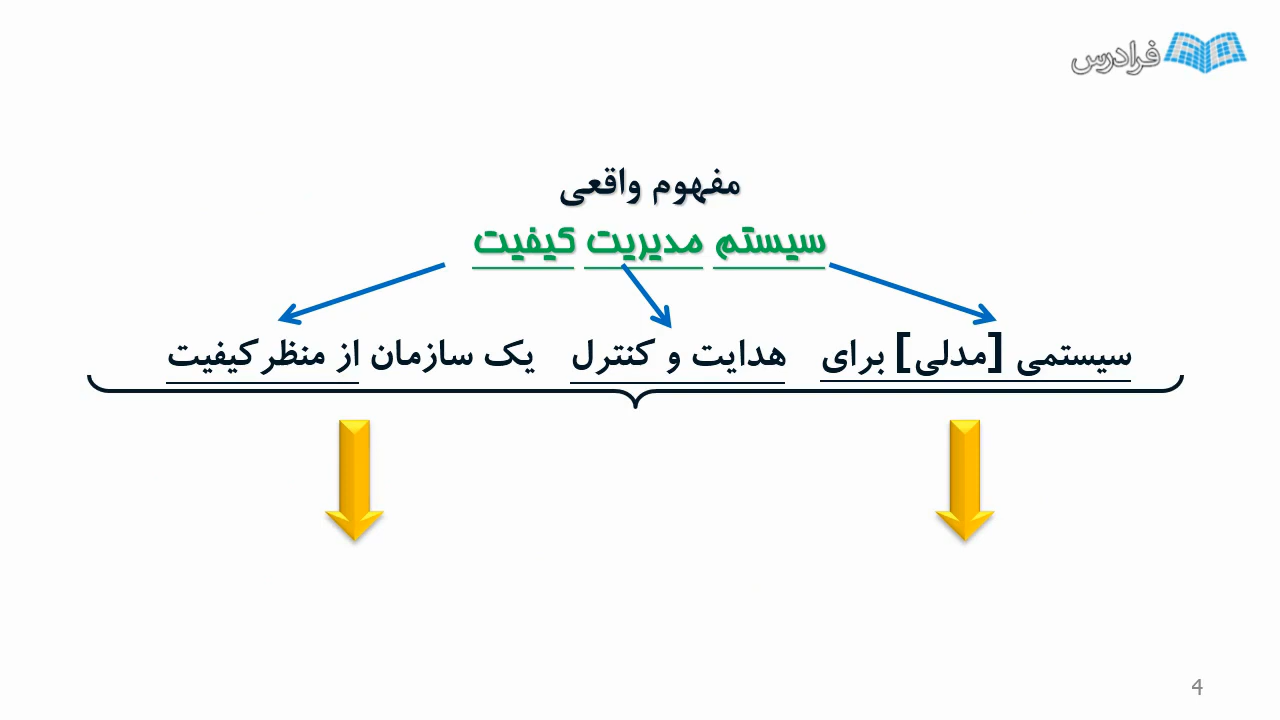 فرادرس
مفهوم واقعی
سیستم مدیریت کیفیت
سیستمی [مدلی] برای هدایت و کنترل یک سازمان از منظر کیفیت
4